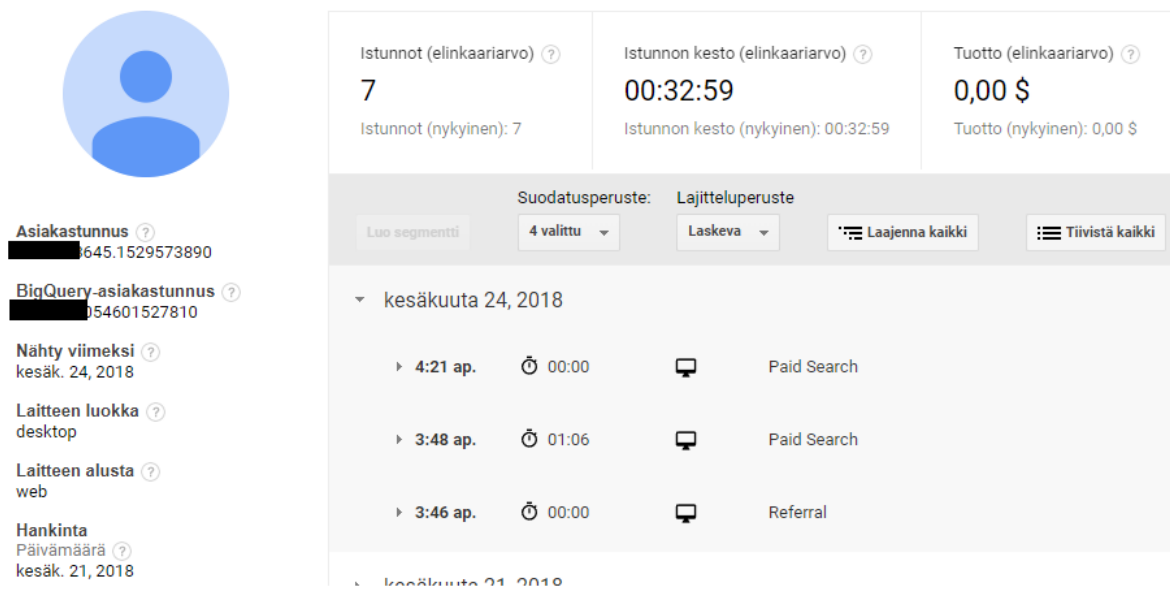 Istunnot (elinkaariarvo) ?
7
Istunnot (nykyinen): 7
Istunnon kesto (elinkaariarvo) ?
00:32:59
Istunnon kesto (nykyinen): 00:32:59
Tuotto (elinkaariarvo) ?
0,00 $
Tuotto (nykyinen): 0,00 $
Asiakastunnus ?
3645.1529573890
BigQuery-asiakastunnus ?
054601527810
Nähty viimeksi ?
kesäk. 24, 2018
Laitteen luokka ?
desktop
Laitteen alusta ?
web
Hankinta
Päivämäärä ?
kesäk. 21, 2018
Luo segmentti
Suodatusperuste:
4 valittu
Lajitteluperuste
Laskeva
Laajenna kaikki
Tiivistä kaikki
kesäkuuta 24, 2018
4:21 ap. 00:00 Paid Search
3:48 ap. 01:06 Paid Search
3:46 ap. 00:00 Referral
kesäkuuta 21, 2018